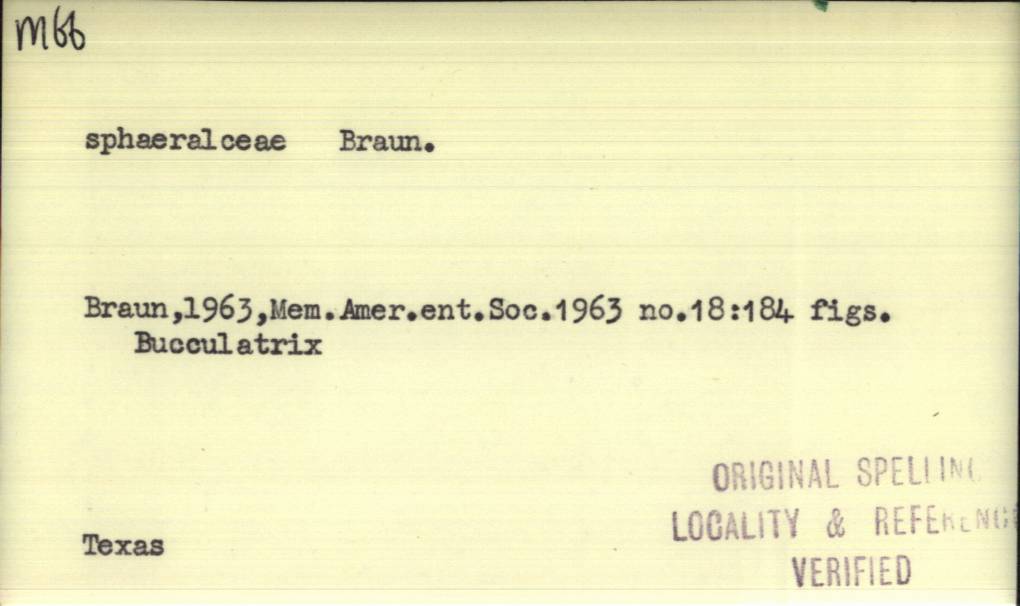 M66
sphaeralceae Braun.
Braun,1963,Mem.Amer.ent.Soc.1963 no.18:184 figs.
Bucculatrix
Texas
ORIGINAL SPELLING
LOCALITY & REFERENCE
VERIFIED